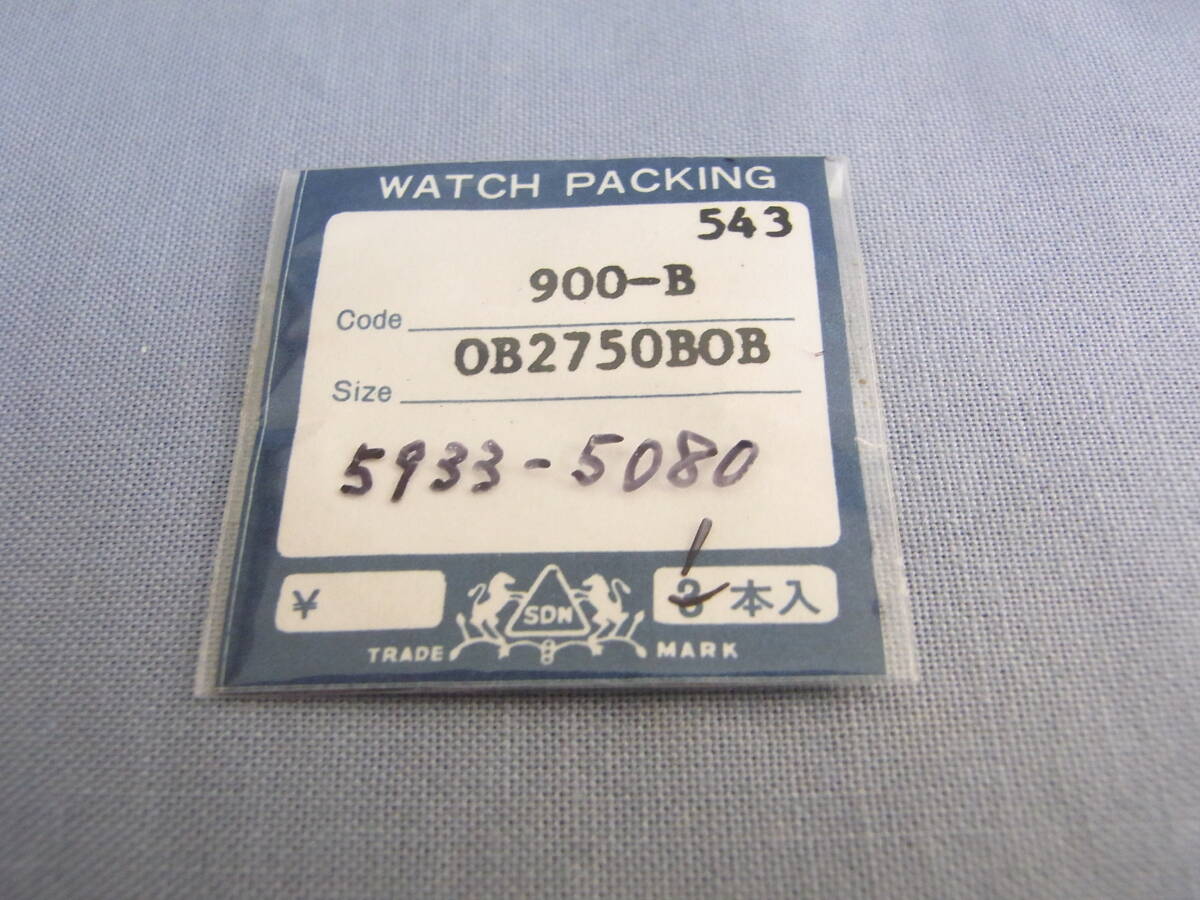 WATCH PACKING
543
Code 900-B
Size OB2750BOB
5933-5080
1
¥ SDN 3本入
TRADE MARK